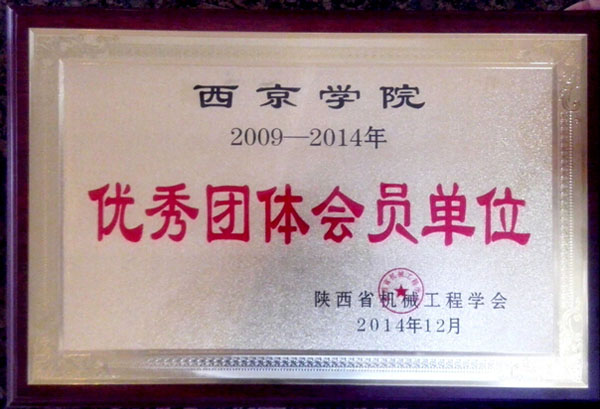 西京学院
2009—2014年
优秀团体会员单位
陕西省机械工程学会
2014年12月